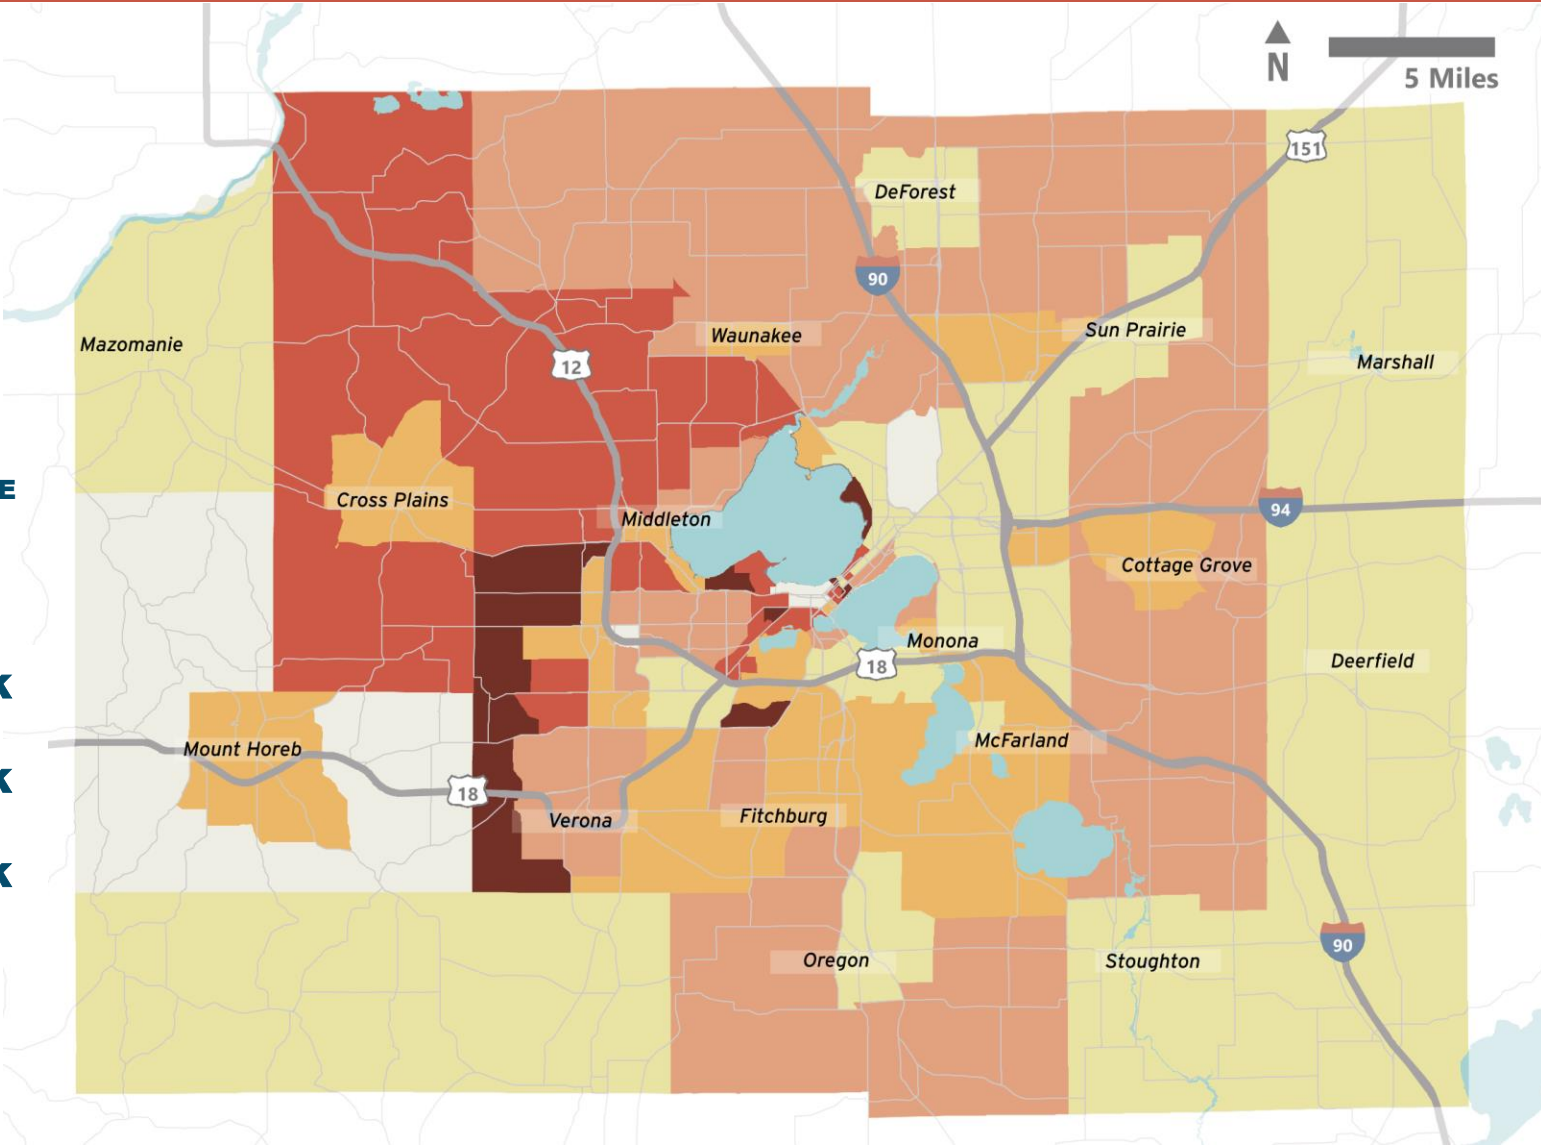 N
5 Miles
151
DeForest
90
Waunakee
Sun Prairie
Mazomanie
12
Marshall
E
Cross Plains
Middleton
94
Cottage Grove
Monona
18
Deerfield
K
Mount Horeb
McFarland
K
18
Verona
Fitchburg
K
90
Oregon
Stoughton